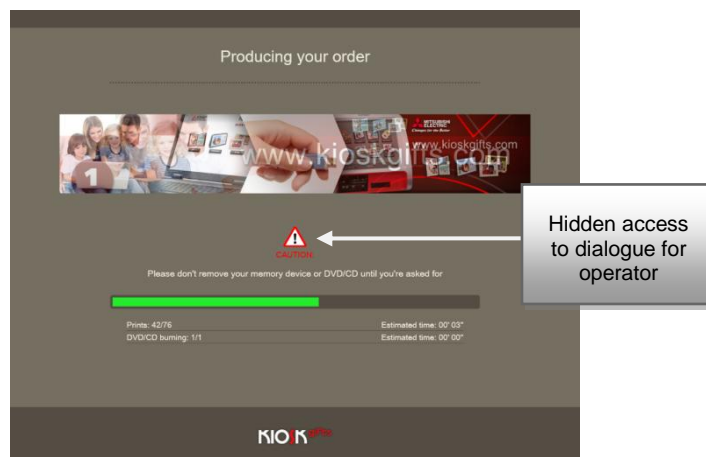 Producing your order
MITSUBISHI
ELECTRIC
Changes for the Better
www.kioskgifts.com
www.kioskgifts.com
1
CAUTION
Hidden access
to dialogue for
operator
Please don't remove your memory device or DVD/CD until you're asked for
Prints: 42/76 Estimated time: 00' 03"
DVD/CD burning: 1/1 Estimated time: 00' 00"
KIOSK gifts